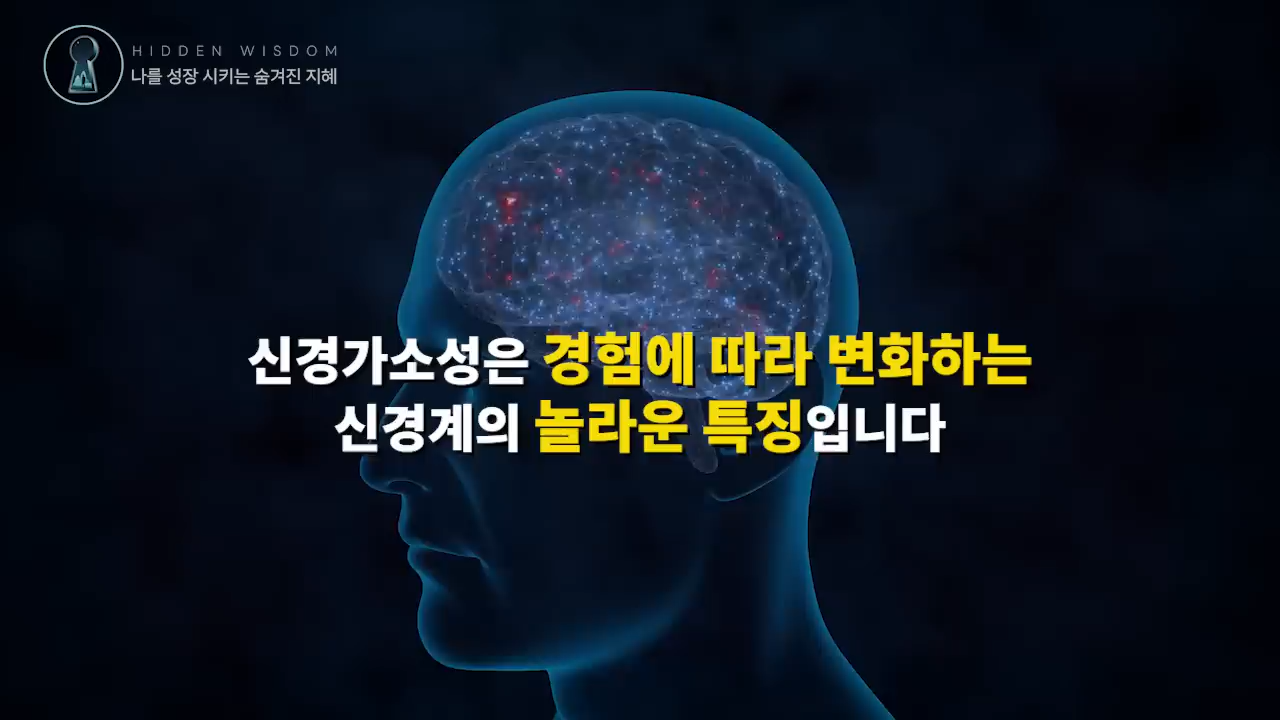 HIDDEN WISDOM
나를 성장 시키는 숨겨진 지혜
신경가소성은 경험에 따라 변화하는
신경계의 놀라운 특징입니다